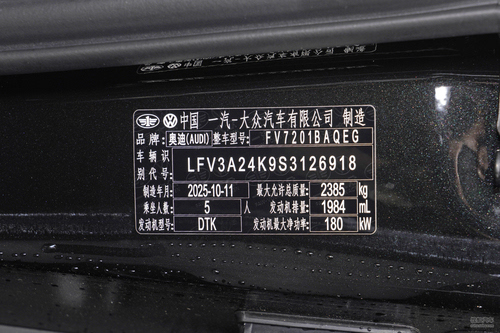 中国 一汽-大众汽车有限公司 制造
品牌 奥迪(AUDI) 整车型号 FV7201BAQEG
车辆识别代号 LFV3A24K9S3126918
制造年月 2025-10-11 最大允许总质量 2385 kg
乘坐人数 5 人 发动机排量 1984 mL
发动机型号 DTK 发动机最大净功率 180 kW